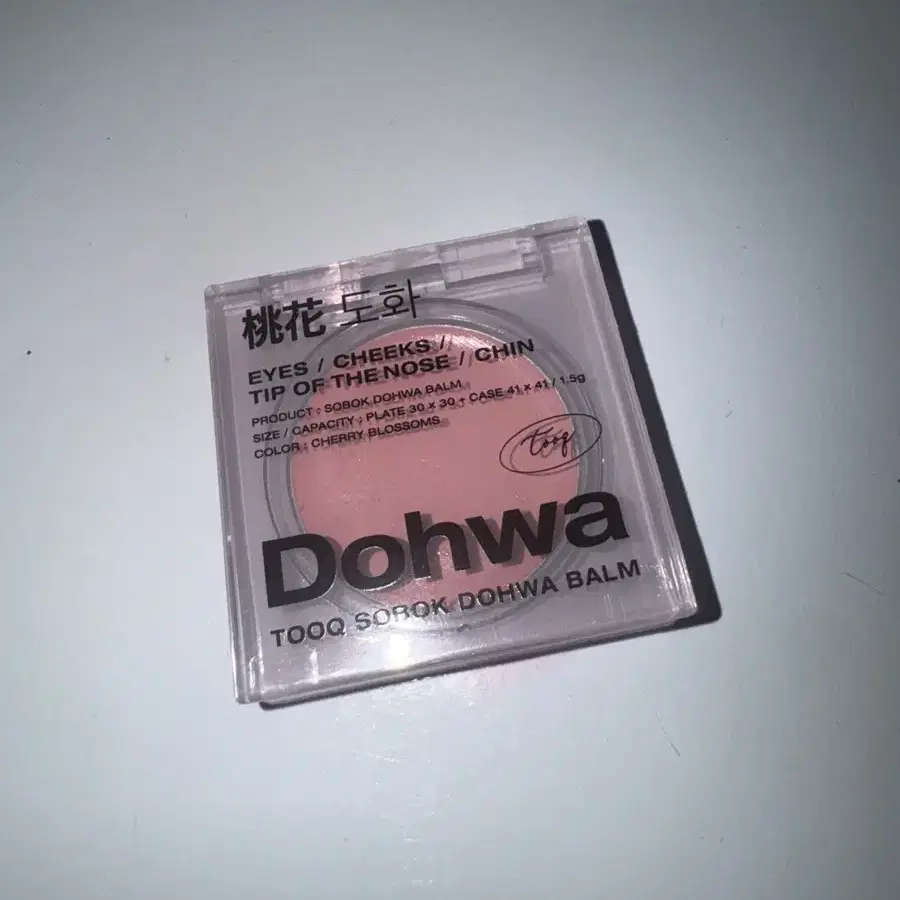 桃花 도화
EYES / CHEEKS /
TIP OF THE NOSE / CHIN
PRODUCT : SOBOK DOHWA BALM
SIZE / CAPACITY : PLATE 30 x 30 + CASE 41 x 41 / 1.5g
COLOR : CHERRY BLOSSOMS
tooq
Dohwa
TOOQ SOBOK DOHWA BALM